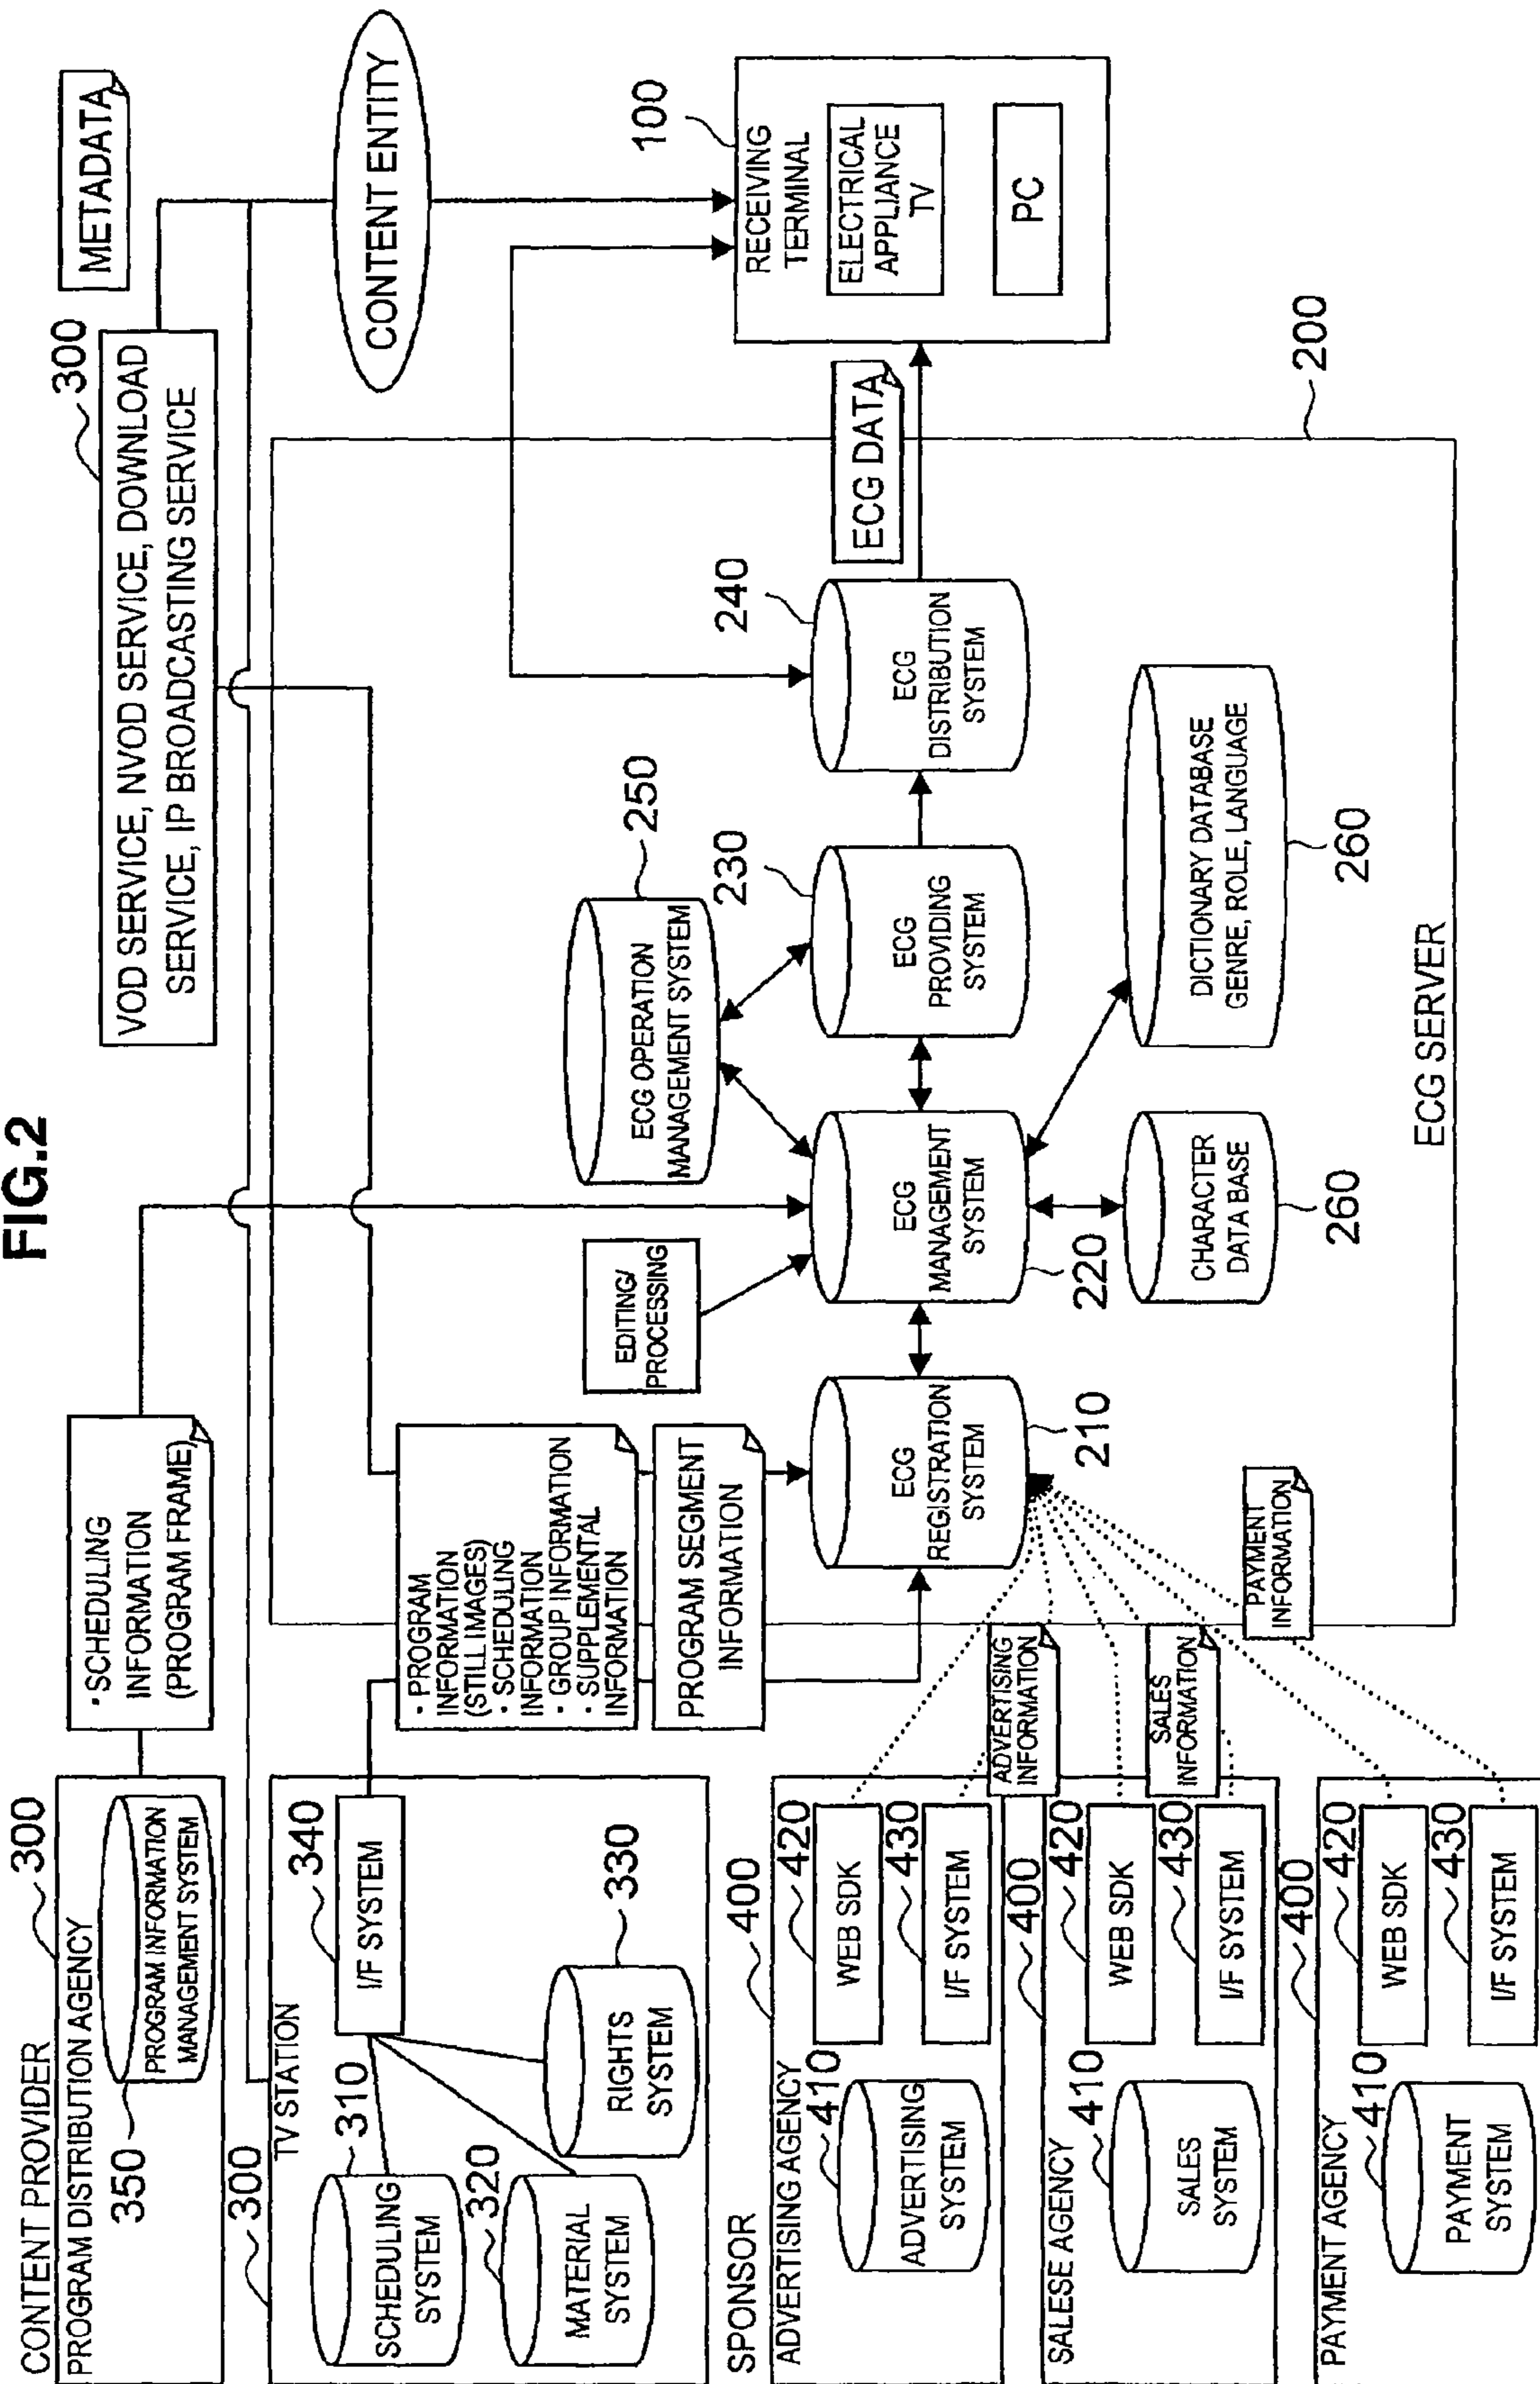 FIG.2
CONTENT PROVIDER
PROGRAM DISTRIBUTION AGENCY
300
350
PROGRAM INFORMATION
MANAGEMENT SYSTEM
· SCHEDULING
INFORMATION
(PROGRAM FRAME)
300
VOD SERVICE, NVOD SERVICE, DOWNLOAD
SERVICE, IP BROADCASTING SERVICE
METADATA
CONTENT ENTITY
300
TV STATION
SCHEDULING
SYSTEM
310
MATERIAL
SYSTEM
320
RIGHTS
SYSTEM
330
I/F SYSTEM
340
· PROGRAM
INFORMATION
(STILL IMAGES)
· SCHEDULING
INFORMATION
· GROUP INFORMATION
· SUPPLEMENTAL
INFORMATION
PROGRAM SEGMENT
INFORMATION
EDITING/
PROCESSING
ECG OPERATION
MANAGEMENT SYSTEM
250
ECG
REGISTRATION
SYSTEM
210
ECG
MANAGEMENT
SYSTEM
220
ECG
PROVIDING
SYSTEM
230
ECG
DISTRIBUTION
SYSTEM
240
ECG DATA
RECEIVING
TERMINAL
100
ELECTRICAL
APPLIANCE
TV
PC
CHARACTER
DATA BASE
260
DICTIONARY DATABASE
GENRE, ROLE, LANGUAGE
260
ECG SERVER
200
SPONSOR
ADVERTISING AGENCY
400
410
ADVERTISING
SYSTEM
420
WEB SDK
430
I/F SYSTEM
ADVERTISING
INFORMATION
SALESE AGENCY
400
410
SALES
SYSTEM
420
WEB SDK
430
I/F SYSTEM
SALES
INFORMATION
PAYMENT AGENCY
400
410
PAYMENT
SYSTEM
420
WEB SDK
430
I/F SYSTEM
PAYMENT
INFORMATION